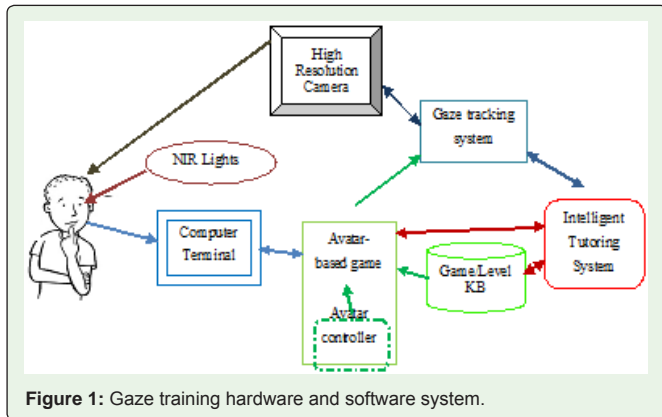 High
Resolution
Camera
Gaze tracking
system
NIR Lights
Computer
Terminal
Avatar-
based game
Avatar
controller
Game/Level
KB
Intelligent
Tutoring
System
Figure 1: Gaze training hardware and software system.